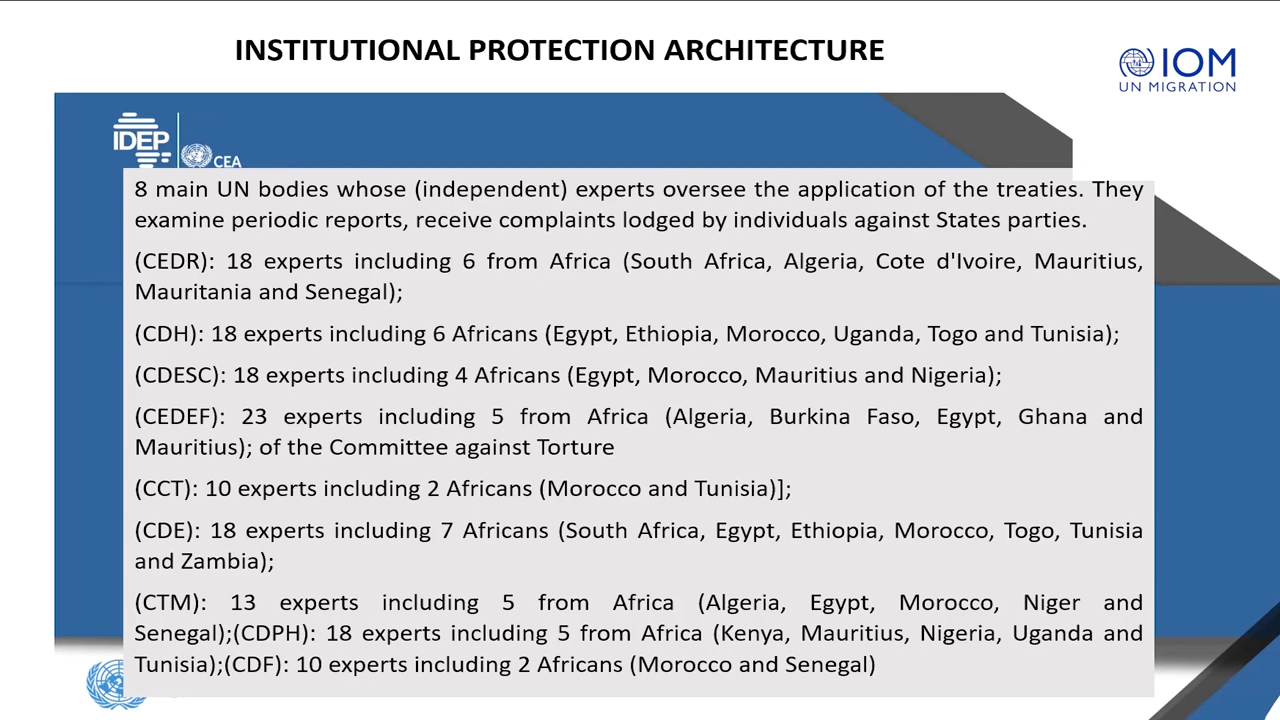 INSTITUTIONAL PROTECTION ARCHITECTURE
IOM
UN MIGRATION
IDEP
CEA
8 main UN bodies whose (independent) experts oversee the application of the treaties. They
examine periodic reports, receive complaints lodged by individuals against States parties.
(CEDR): 18 experts including 6 from Africa (South Africa, Algeria, Cote d'Ivoire, Mauritius,
Mauritania and Senegal);
(CDH): 18 experts including 6 Africans (Egypt, Ethiopia, Morocco, Uganda, Togo and Tunisia);
(CDESC): 18 experts including 4 Africans (Egypt, Morocco, Mauritius and Nigeria);
(CEDEF): 23 experts including 5 from Africa (Algeria, Burkina Faso, Egypt, Ghana and
Mauritius); of the Committee against Torture
(CCT): 10 experts including 2 Africans (Morocco and Tunisia)];
(CDE): 18 experts including 7 Africans (South Africa, Egypt, Ethiopia, Morocco, Togo, Tunisia
and Zambia);
(CTM): 13 experts including 5 from Africa (Algeria, Egypt, Morocco, Niger and
Senegal);(CDPH): 18 experts including 5 from Africa (Kenya, Mauritius, Nigeria, Uganda and
Tunisia);(CDF): 10 experts including 2 Africans (Morocco and Senegal)